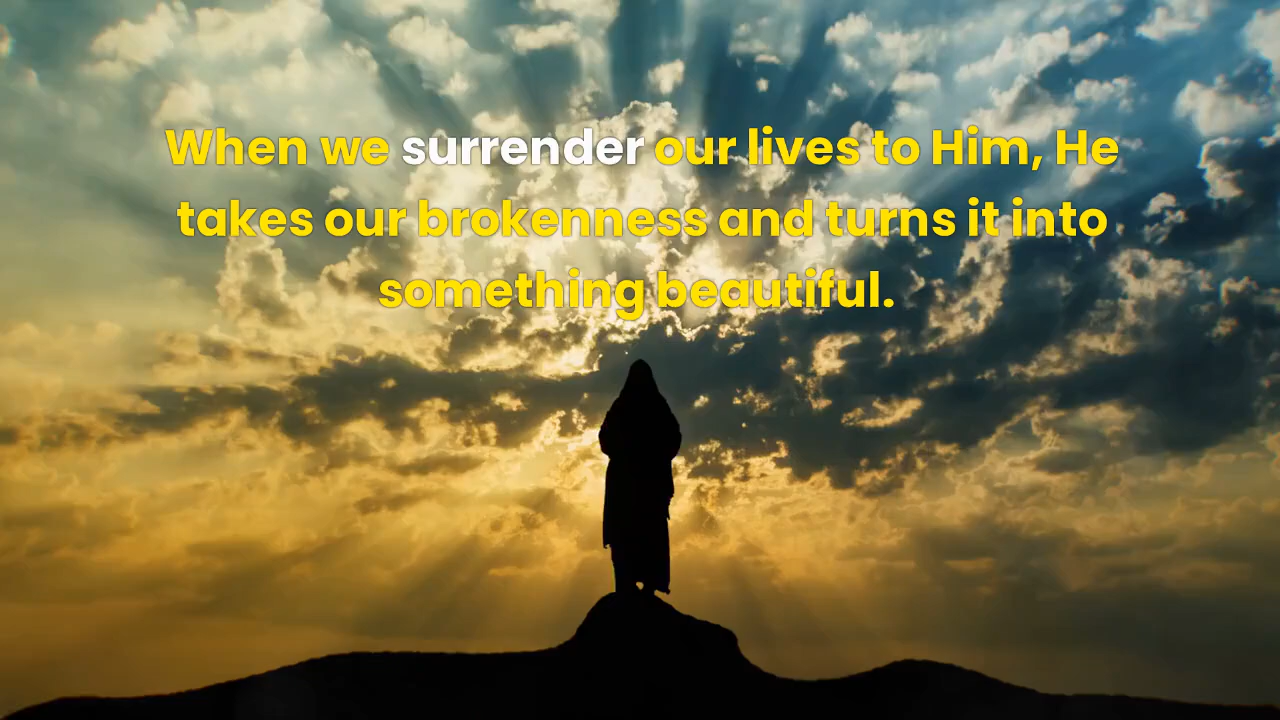 When we surrender our lives to Him, He
takes our brokenness and turns it into
something beautiful.